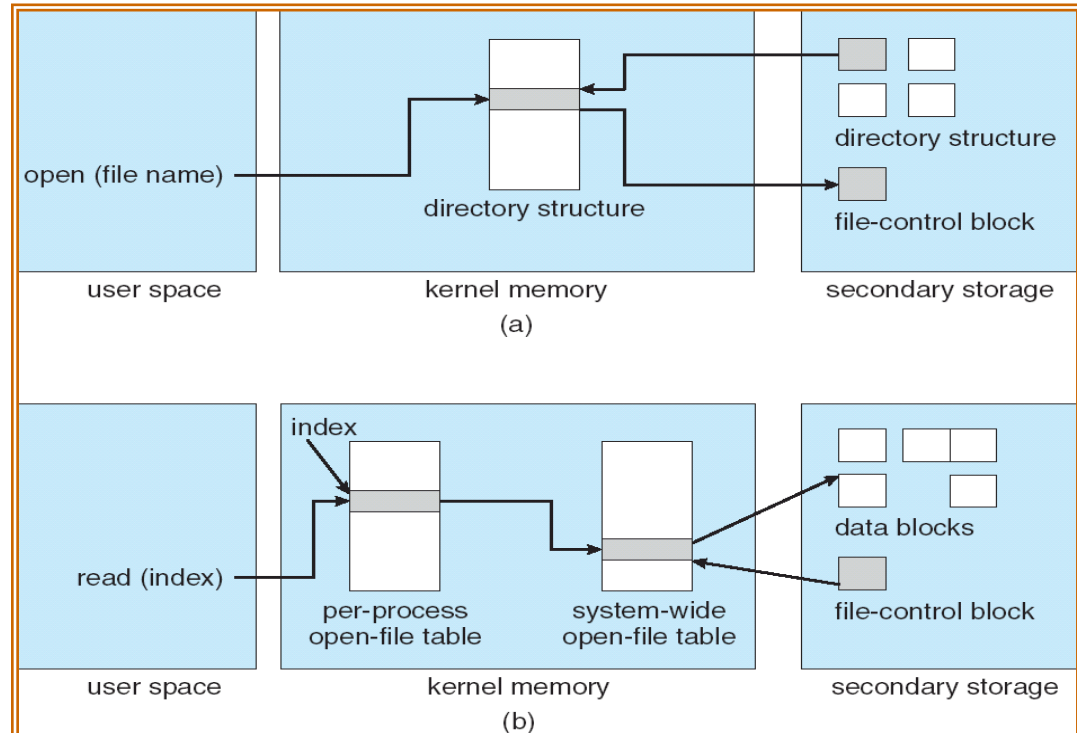 open (file name)
directory structure
directory structure
file-control block
user space
kernel memory
secondary storage
(a)
index
read (index)
per-process
open-file table
system-wide
open-file table
data blocks
file-control block
user space
kernel memory
secondary storage
(b)